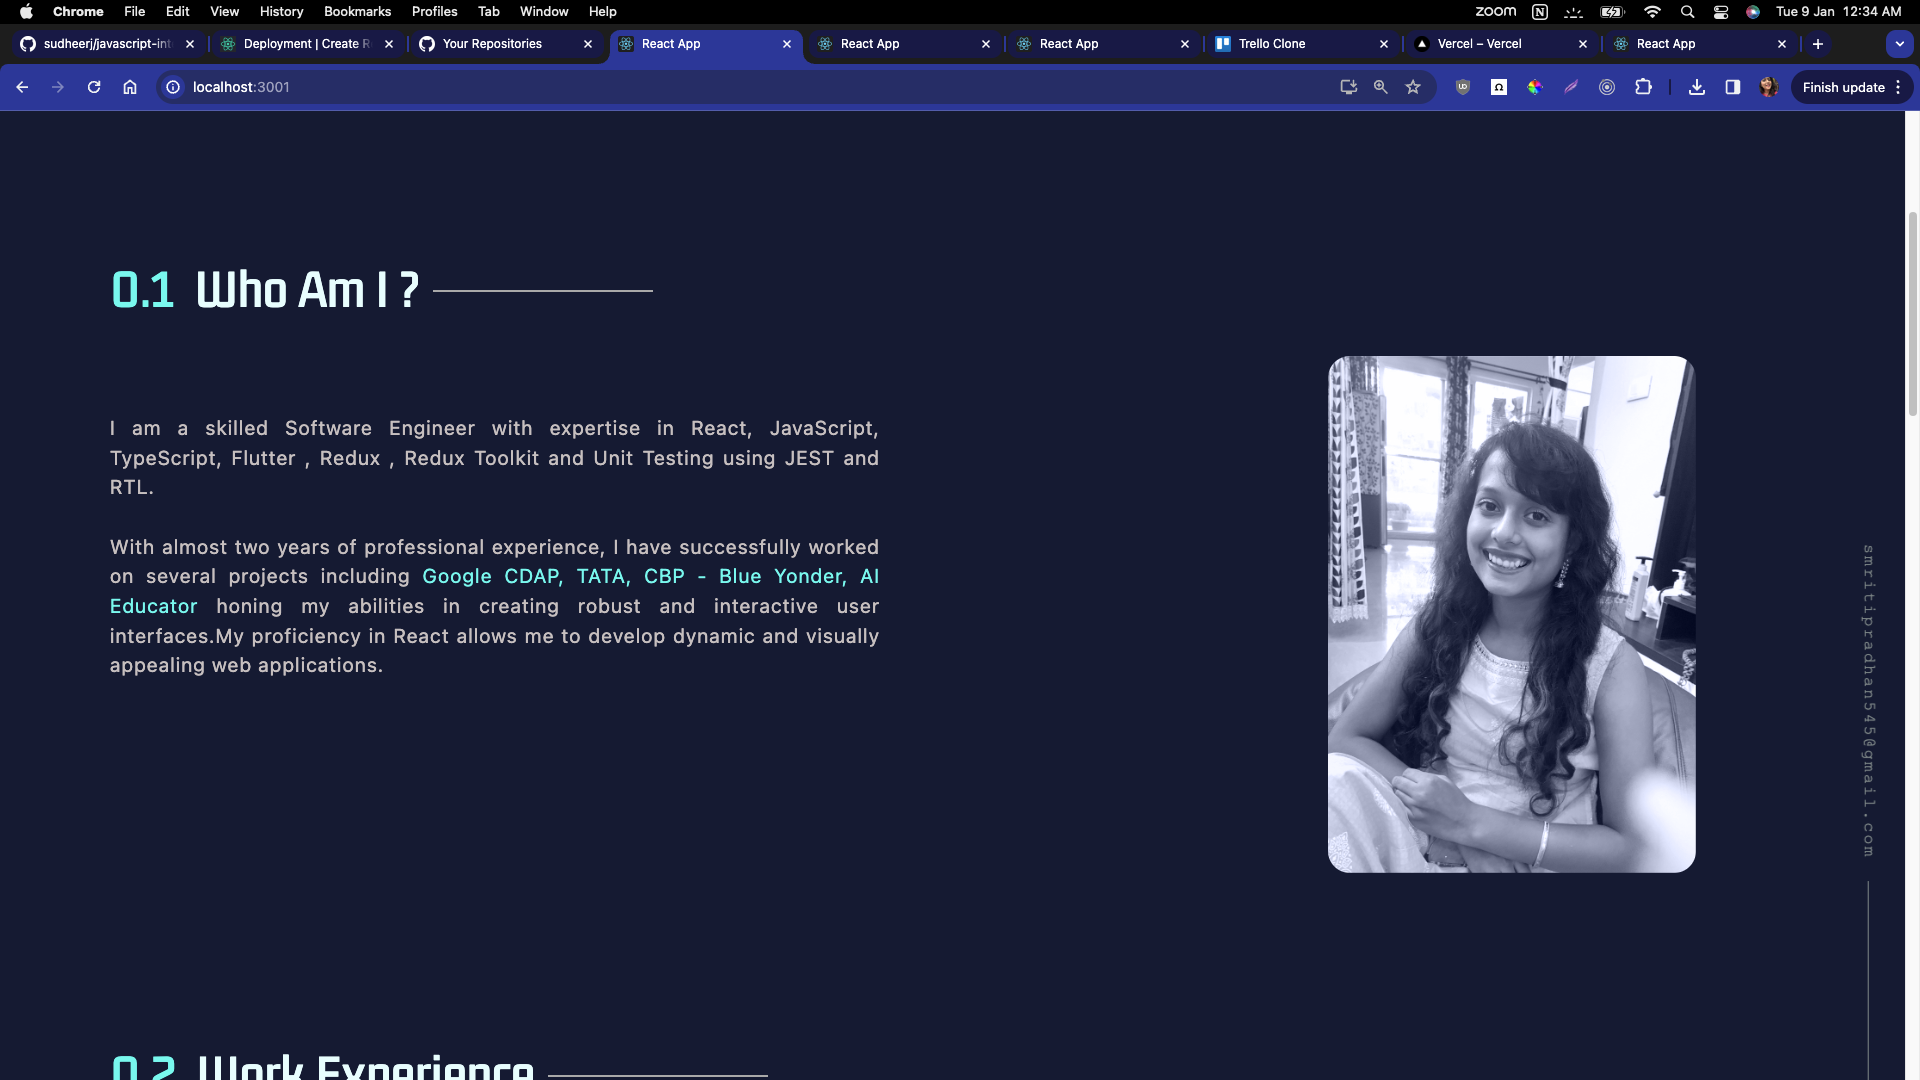 Chrome File Edit View History Bookmarks Profiles Tab Window Help zoom Tue 9 Jan 12:34 AM
sudheerj/javascript-int Deployment | Create R Your Repositories React App React App React App Trello Clone Vercel – Vercel React App
localhost:3001 Finish update
0.1 Who Am I ?
I am a skilled Software Engineer with expertise in React, JavaScript,
TypeScript, Flutter , Redux , Redux Toolkit and Unit Testing using JEST and
RTL.
With almost two years of professional experience, I have successfully worked
on several projects including Google CDAP, TATA, CBP - Blue Yonder, AI
Educator honing my abilities in creating robust and interactive user
interfaces.My proficiency in React allows me to develop dynamic and visually
appealing web applications.
smritipradhan545@gmail.com
0.2 Work Experience